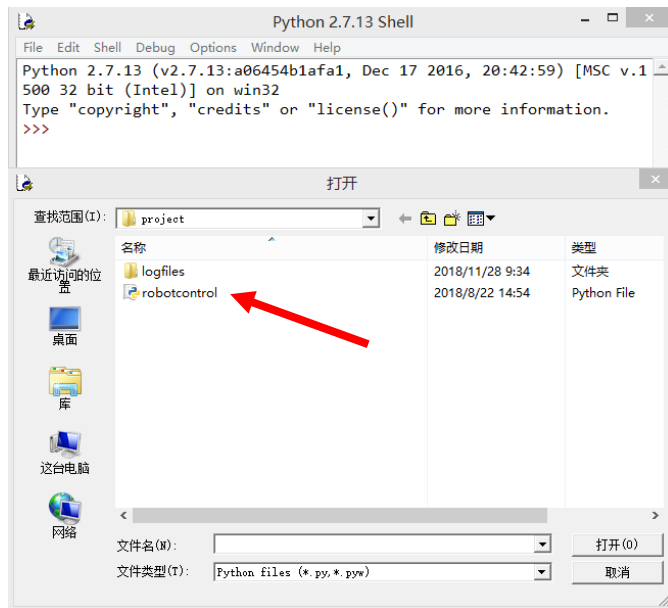 Python 2.7.13 Shell
File Edit Shell Debug Options Window Help
Python 2.7.13 (v2.7.13:a06454b1afa1, Dec 17 2016, 20:42:59) [MSC v.1
500 32 bit (Intel)] on win32
Type "copyright", "credits" or "license()" for more information.
>>>
打开
查找范围(I): project
名称 修改日期 类型
logfiles 2018/11/28 9:34 文件夹
robotcontrol 2018/8/22 14:54 Python File
最近访问的位
置
桌面
库
这台电脑
网络
文件名(N): 打开(O)
文件类型(T): Python files (*.py,*.pyw) 取消